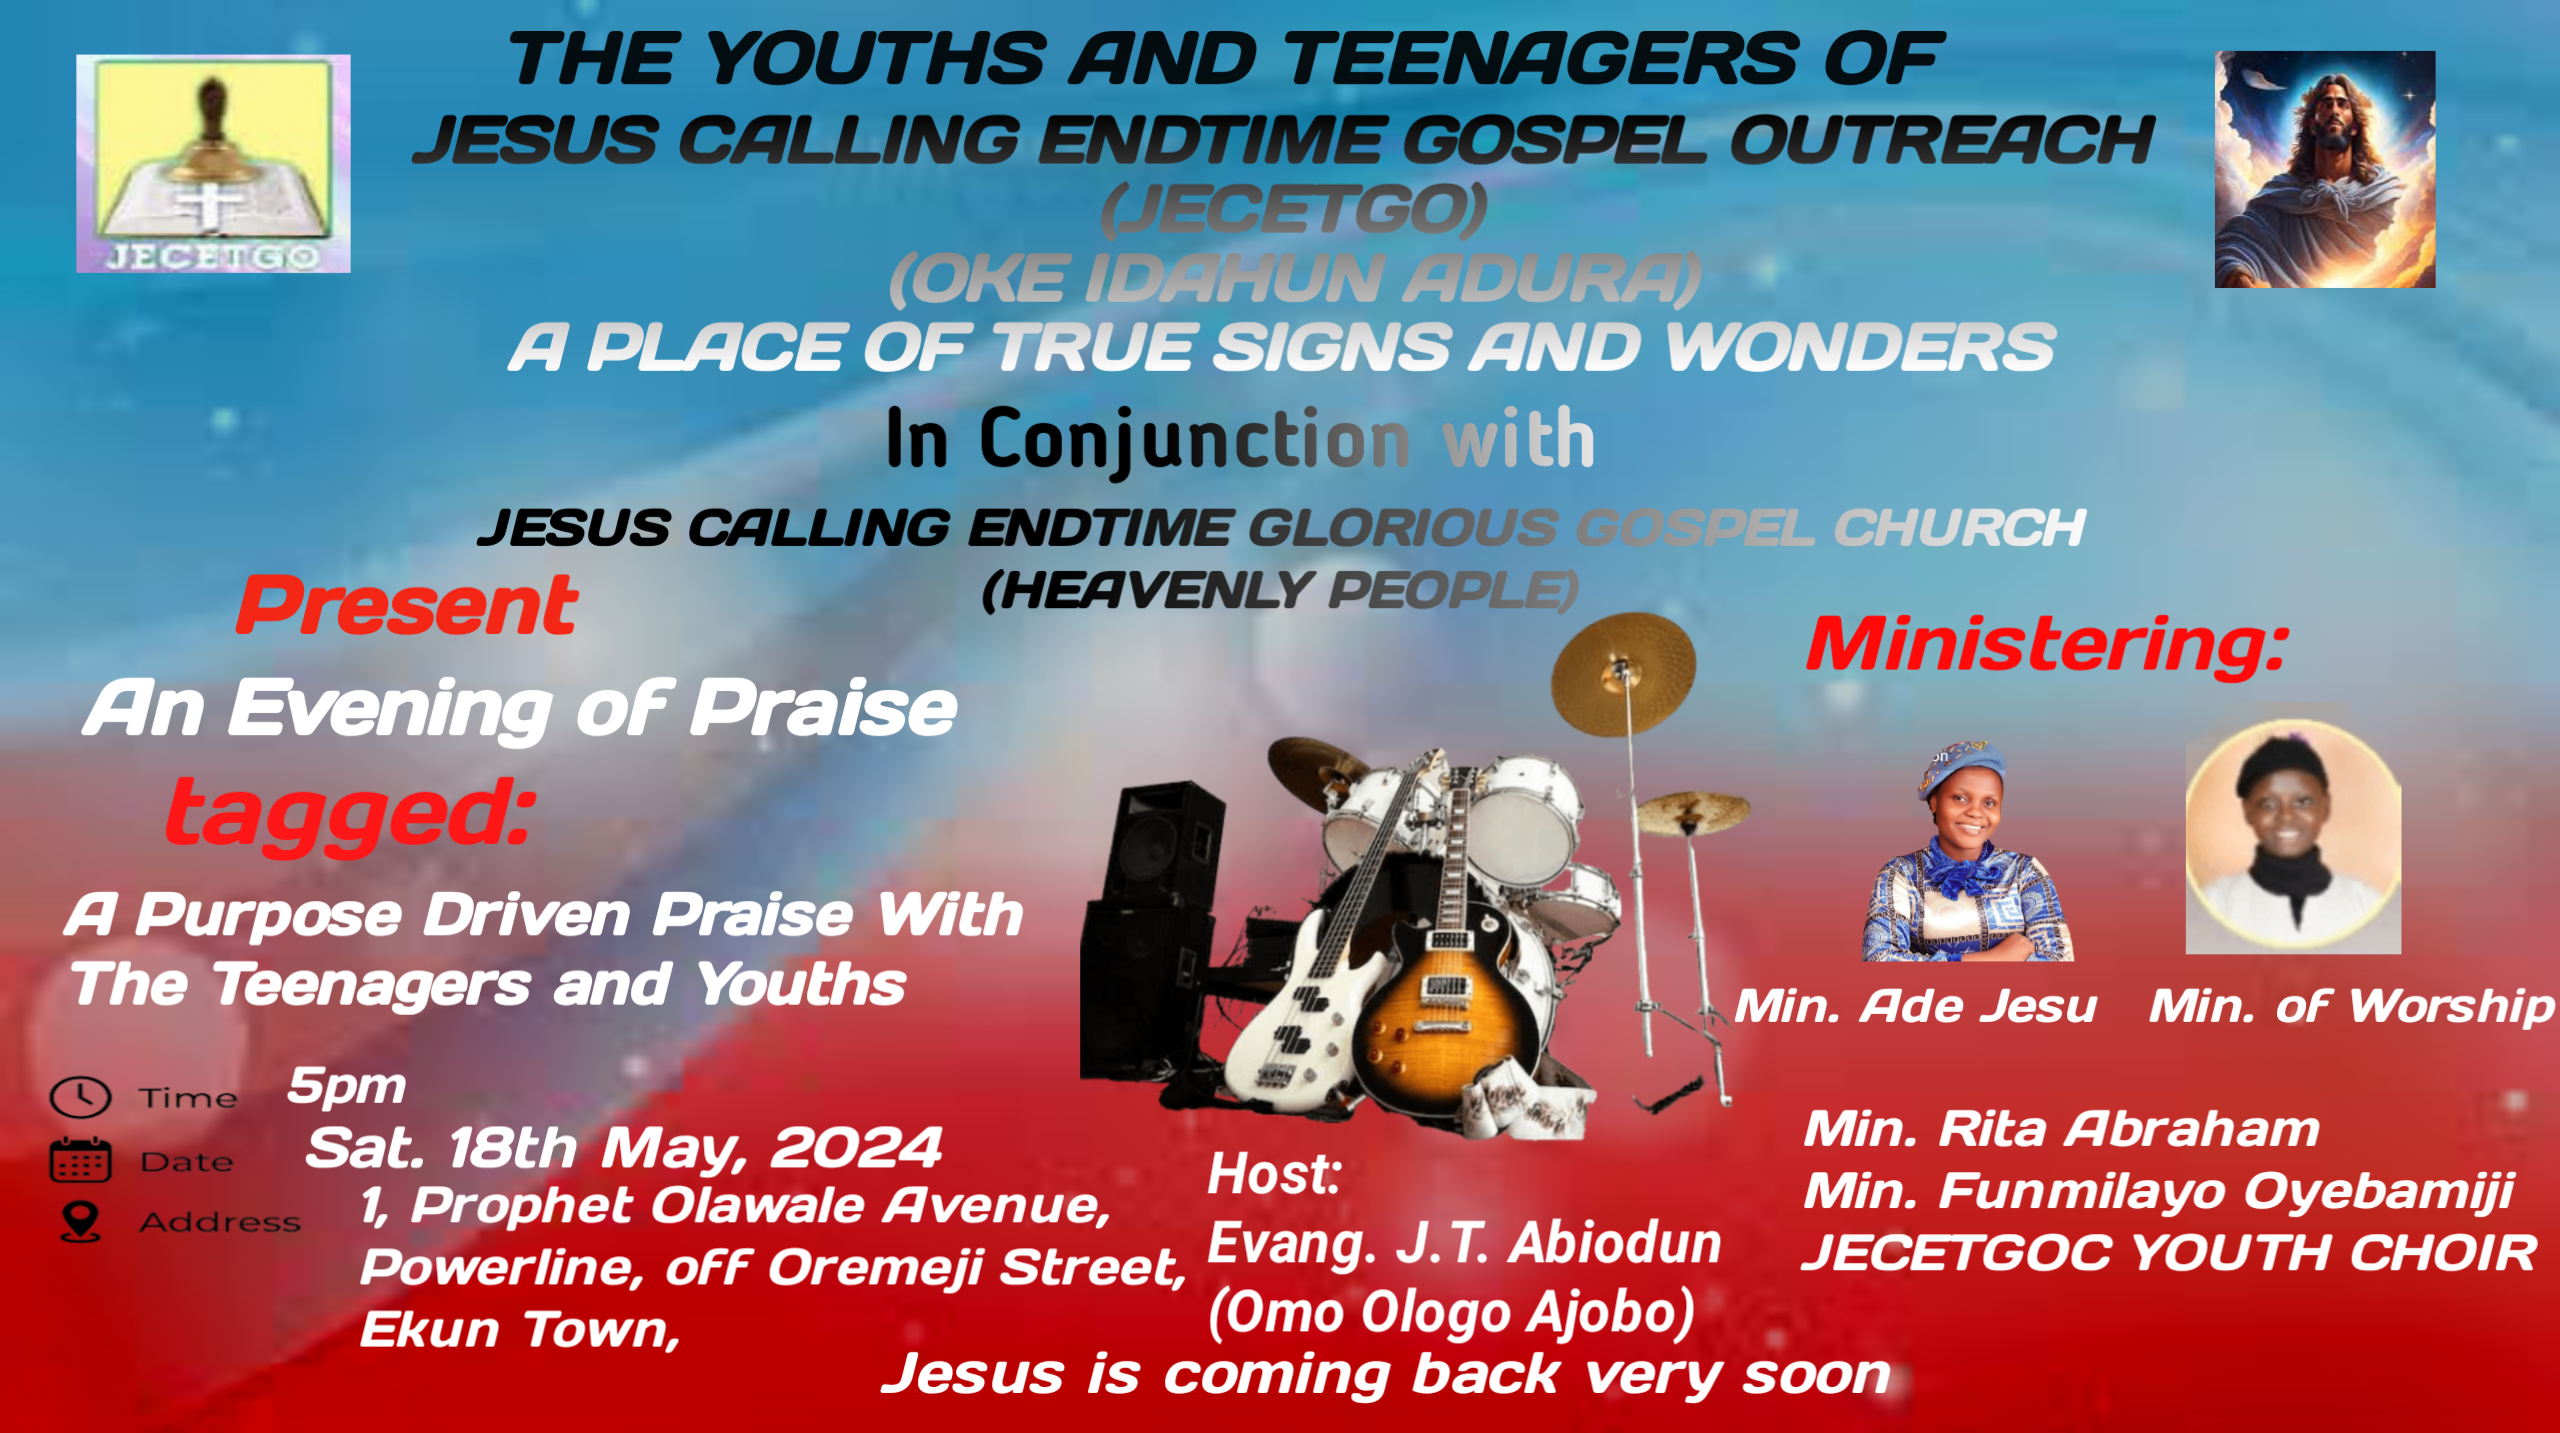 THE YOUTHS AND TEENAGERS OF
JESUS CALLING ENDTIME GOSPEL OUTREACH
(JECETGO)
(OKE IDAHUN ADURA)
A PLACE OF TRUE SIGNS AND WONDERS
JECETGO
In Conjunction with
JESUS CALLING ENDTIME GLORIOUS GOSPEL CHURCH
(HEAVENLY PEOPLE)
Present
An Evening of Praise
tagged:
A Purpose Driven Praise With
The Teenagers and Youths
Time 5pm
Date Sat. 18th May, 2024
Address 1, Prophet Olawale Avenue,
Powerline, off Oremeji Street,
Ekun Town,
Host:
Evang. J.T. Abiodun
(Omo Ologo Ajobo)
Ministering:
Min. Ade Jesu
Min. of Worship
Min. Rita Abraham
Min. Funmilayo Oyebamiji
JECETGOC YOUTH CHOIR
Jesus is coming back very soon